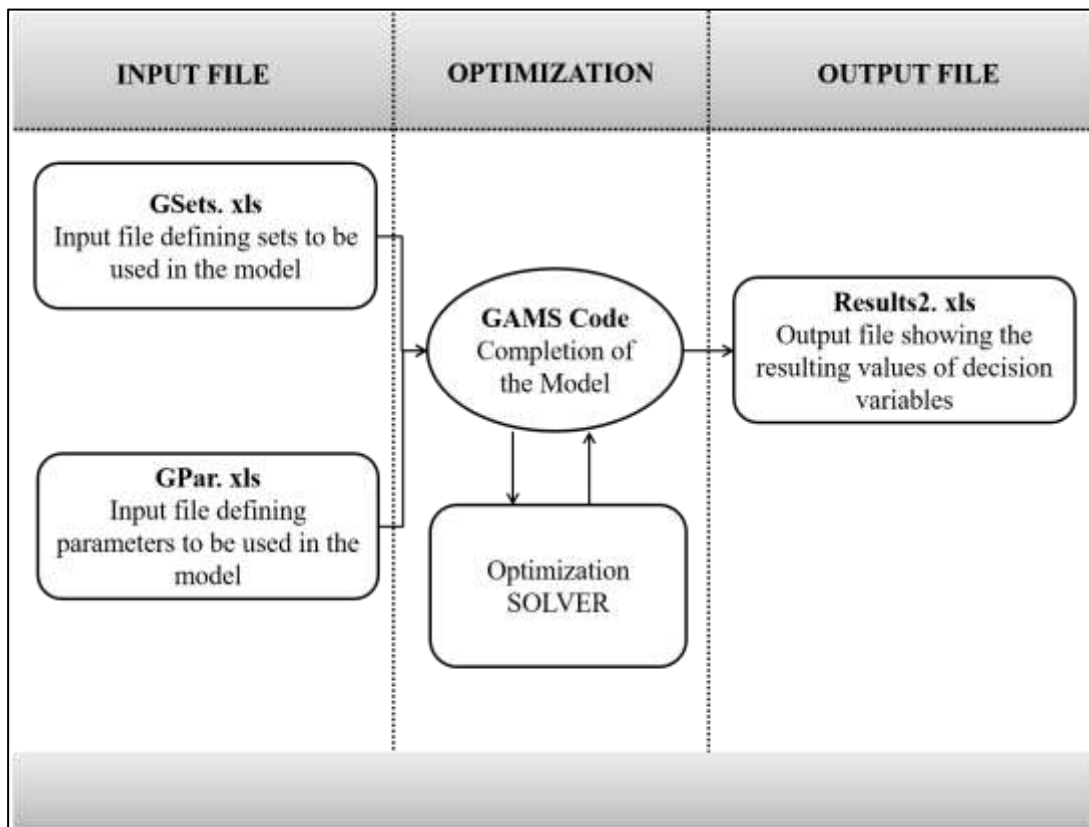 INPUT FILE
OPTIMIZATION
OUTPUT FILE
GSets. xls
Input file defining sets to be
used in the model
GPar. xls
Input file defining
parameters to be used in the
model
GAMS Code
Completion of
the Model
Optimization
SOLVER
Results2. xls
Output file showing the
resulting values of decision
variables